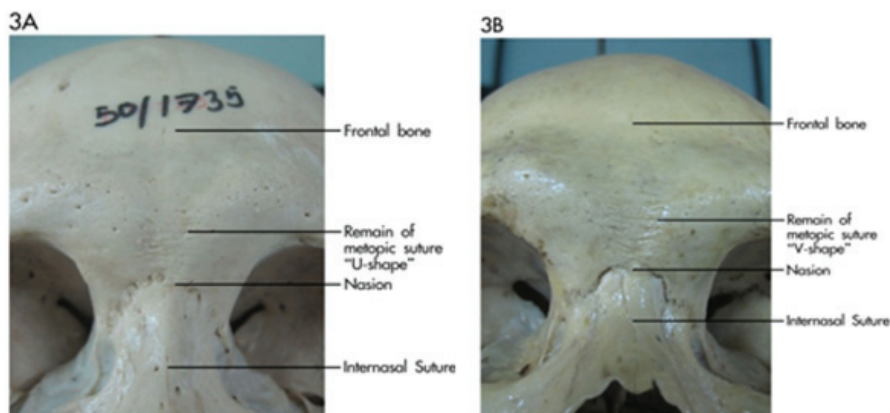 3A
50/1735
Frontal bone
Remain of
metopic suture
"U-shape"
Nasion
Internasal Suture
3B
Frontal bone
Remain of
metopic suture
"V-shape"
Nasion
Internasal Suture